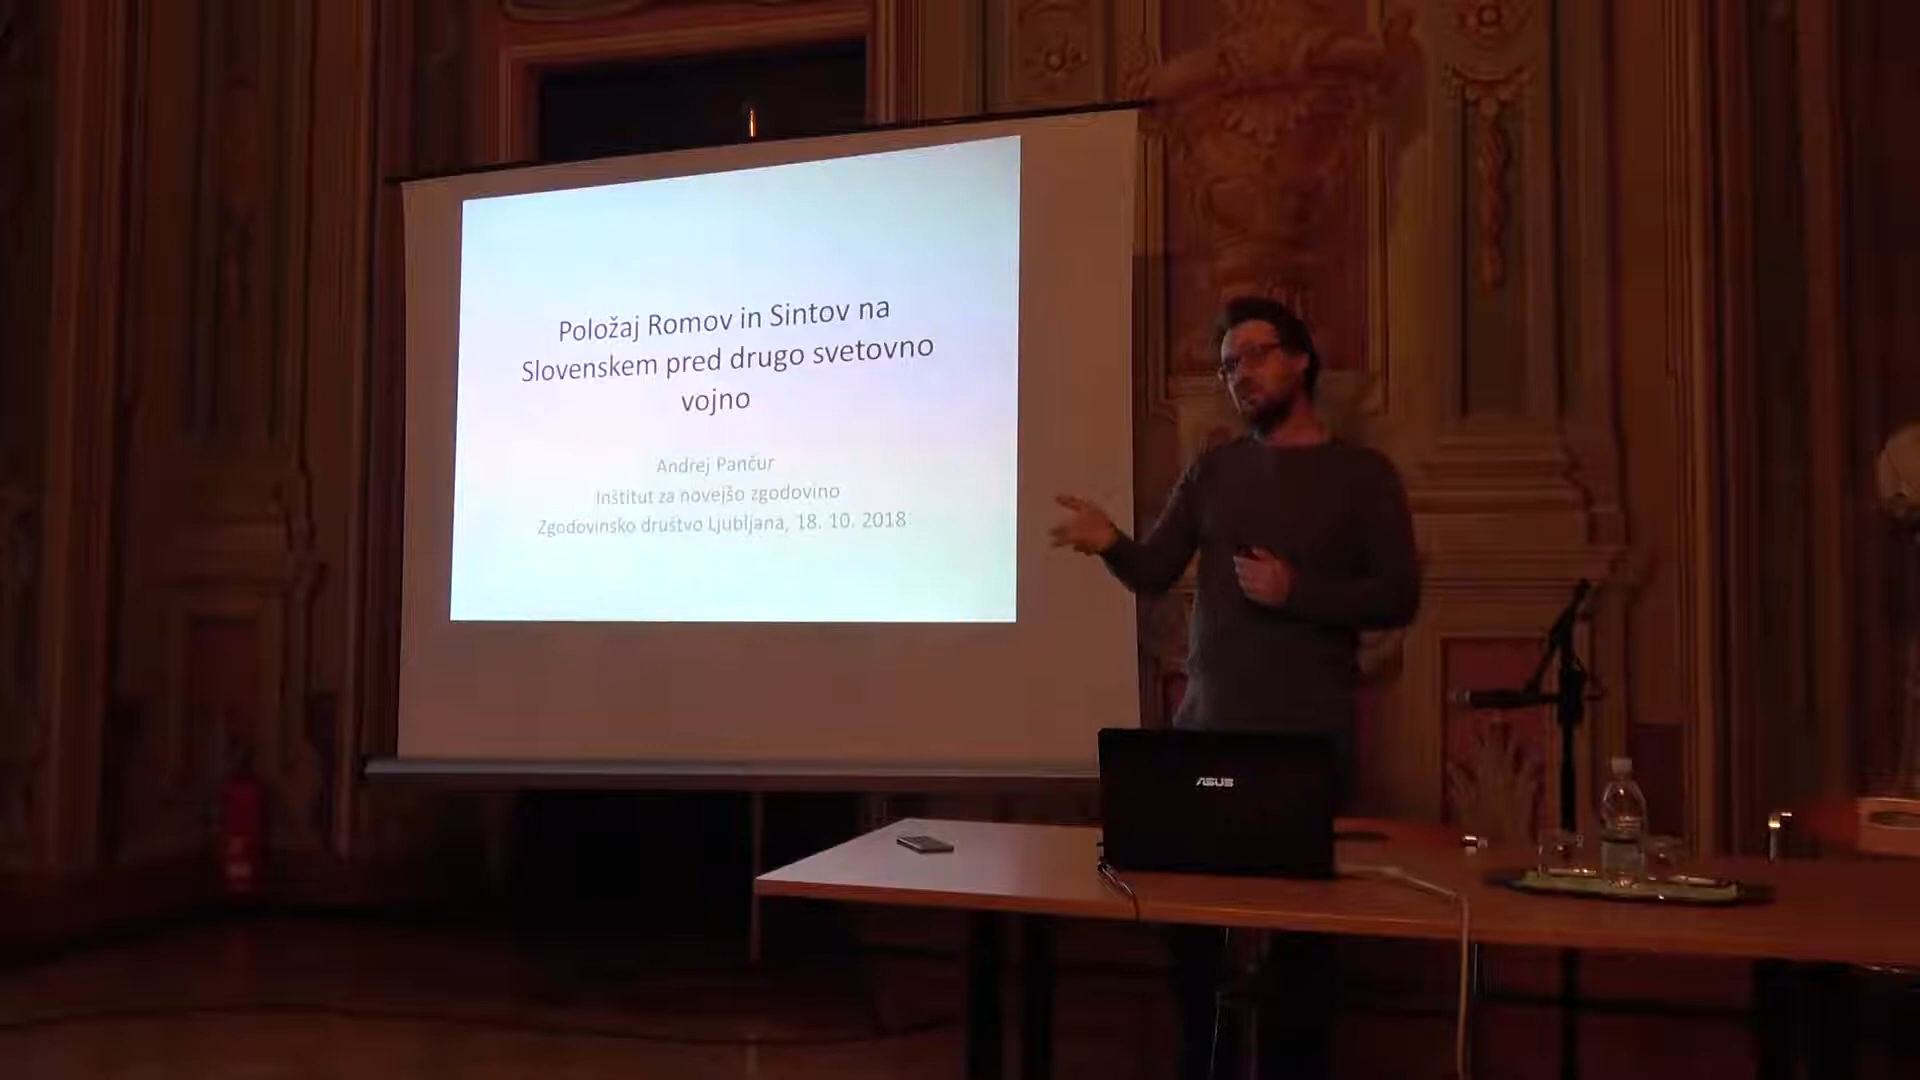 Položaj Romov in Sintov na
Slovenskem pred drugo svetovno
vojno
Andrej Pančur
Inštitut za novejšo zgodovino
Zgodovinsko društvo Ljubljana, 18. 10. 2018
ASUS